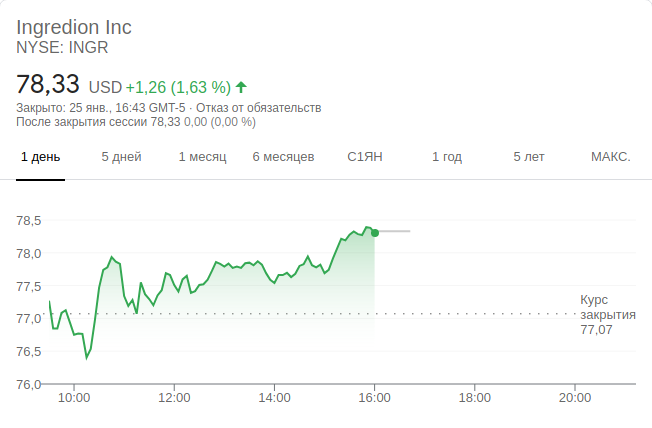 Ingredion Inc
NYSE: INGR
78,33 USD +1,26 (1,63 %)
Закрыто: 25 янв., 16:43 GMT-5 · Отказ от обязательств
После закрытия сессии 78,33 0,00 (0,00 %)
1 день 5 дней 1 месяц 6 месяцев С1ЯН 1 год 5 лет МАКС.
78,5
78,0
77,5
77,0
76,5
76,0
Курс
закрытия
77,07
10:00 12:00 14:00 16:00 18:00 20:00